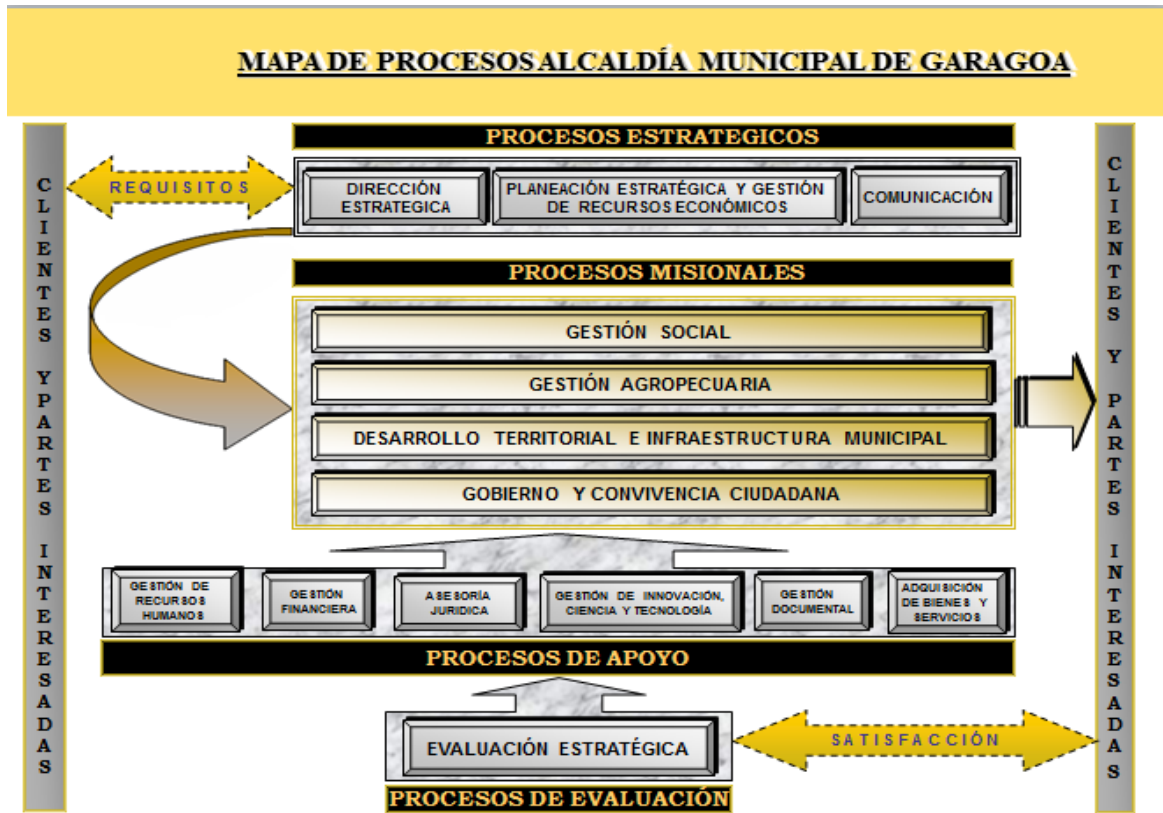 MAPA DE PROCESOS ALCALDÍA MUNICIPAL DE GARAGOA
CLIENTES YPARTES INTERESADAS
PROCESOS ESTRATEGICOS
REQUISITOS
DIRECCIÓN
ESTRATEGICA
PLANEACIÓN ESTRATÉGICA Y GESTIÓN
DE RECURSOS ECONÓMICOS
COMUNICACIÓN
PROCESOS MISIONALES
GESTIÓN SOCIAL
GESTIÓN AGROPECUARIA
DESARROLLO TERRITORIAL E INFRAESTRUCTURA MUNICIPAL
GOBIERNO Y CONVIVENCIA CIUDADANA
GESTIÓN DE
RECURSOS
HUMANOS
GESTIÓN
FINANCIERA
ASESORÍA
JURIDICA
GESTIÓN DE INNOVACIÓN,
CIENCIA Y TECNOLOGÍA
GESTIÓN
DOCUMENTAL
ADQUISICIÓN
DE BIENES Y
SERVICIOS
PROCESOS DE APOYO
EVALUACIÓN ESTRATÉGICA
SATISFACCIÓN
PROCESOS DE EVALUACIÓN
CLIENTES Y PARTES INTERESADAS